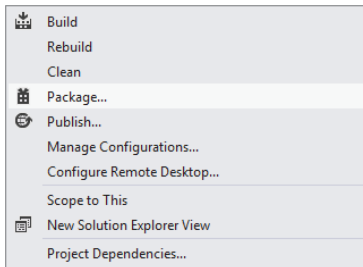 Build
Rebuild
Clean
Package...
Publish...
Manage Configurations...
Configure Remote Desktop...
Scope to This
New Solution Explorer View
Project Dependencies...